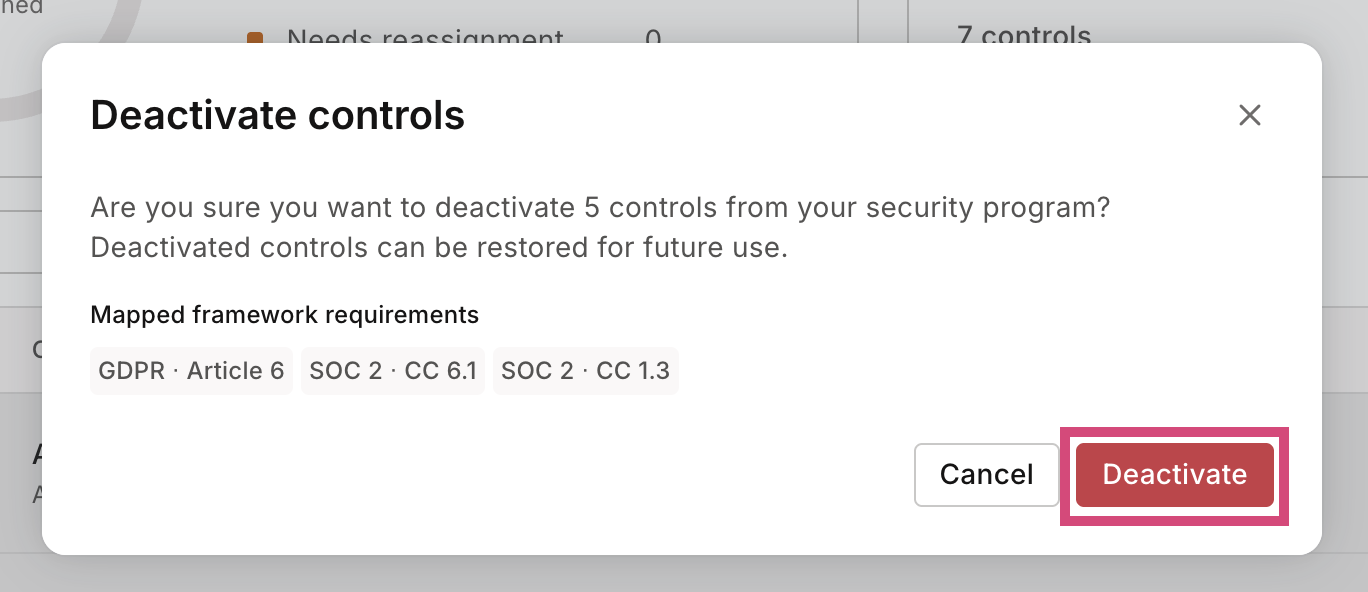 Needs reassignment 0
7 controls
Deactivate controls
Are you sure you want to deactivate 5 controls from your security program?
Deactivated controls can be restored for future use.
Mapped framework requirements
GDPR · Article 6 SOC 2 · CC 6.1 SOC 2 · CC 1.3
Cancel Deactivate